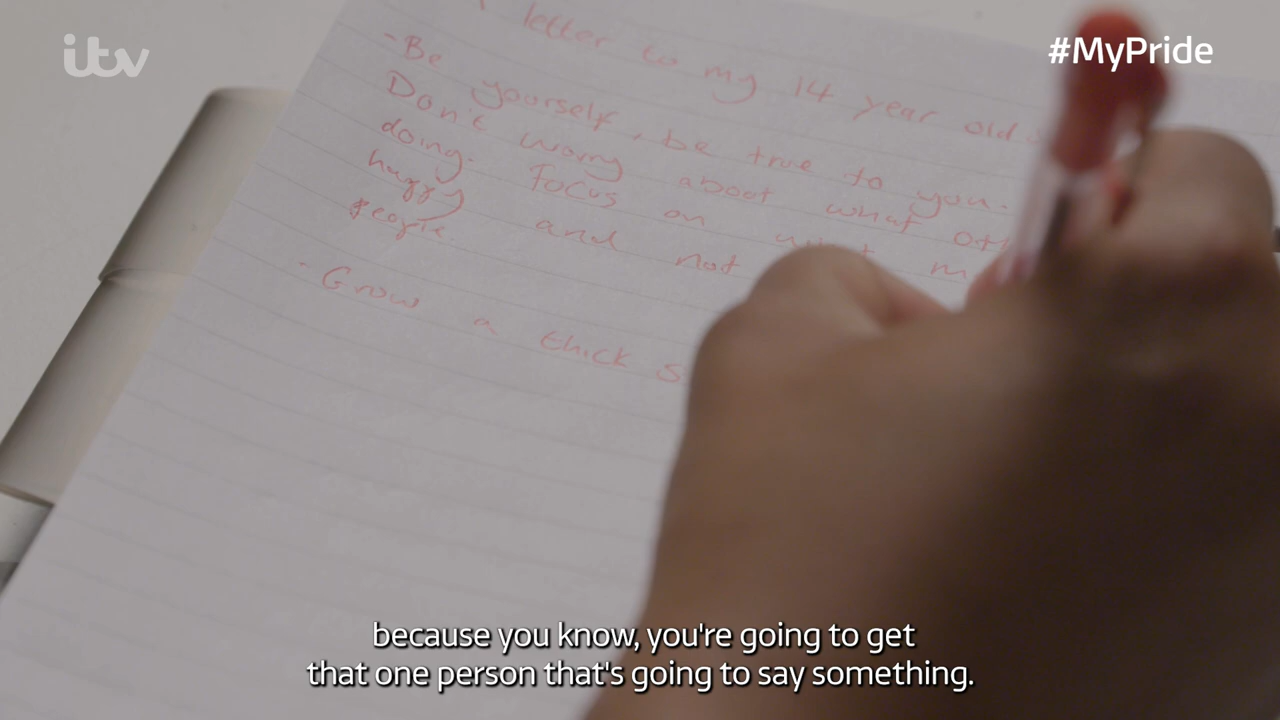 itv
#MyPride
letter to my 14 year old
-Be yourself, be true to you.
Don't worry about what
doing. Focus on
happy and not
people.
- Grow a thick
because you know, you're going to get
that one person that's going to say something.